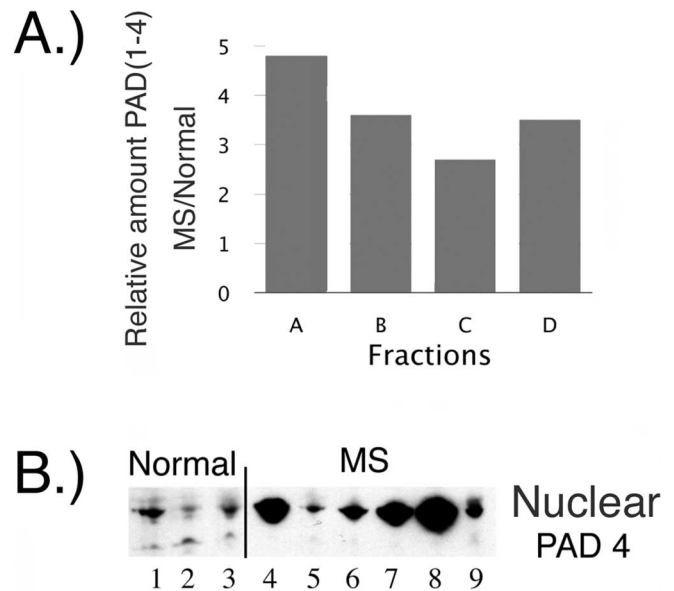 A.)
Relative amount PAD(1-4)
MS/Normal
5
4
3
2
1
0
A B C D
Fractions
B.)
Normal MS
Nuclear
PAD 4
1 2 3 4 5 6 7 8 9